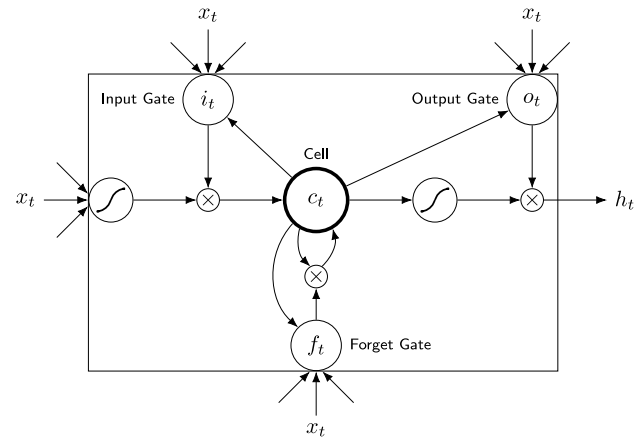 x_t x_t
Input Gate i_t Output Gate o_t
Cell
x_t × c_t × h_t
×
f_t Forget Gate
x_t